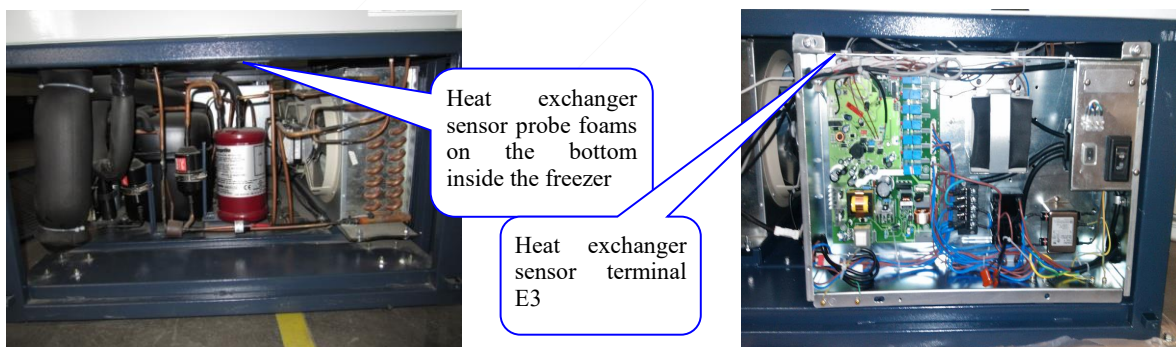 Heat exchanger
sensor probe foams
on the bottom
inside the freezer
Heat exchanger
sensor terminal
E3